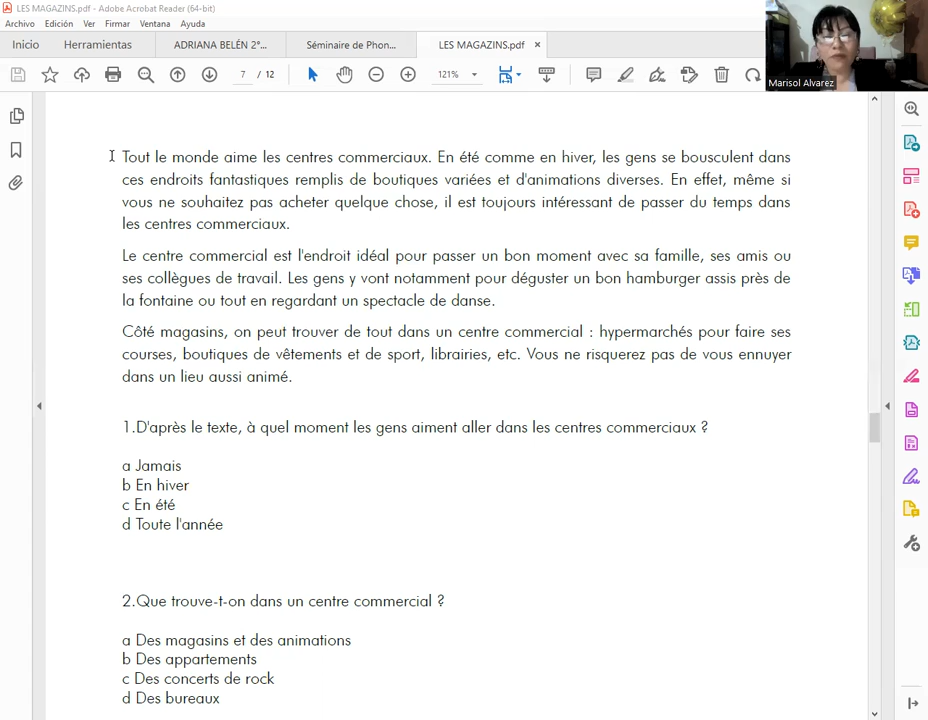 LES MAGAZINS.pdf - Adobe Acrobat Reader (64-bit)
Archivo Edición Ver Firmar Ventana Ayuda
Inicio Herramientas ADRIANA BELÉN 2°... Séminaire de Phon... LES MAGAZINS.pdf ×
7 / 12 121%
Marisol Alvarez
Tout le monde aime les centres commerciaux. En été comme en hiver, les gens se bousculent dans
ces endroits fantastiques remplis de boutiques variées et d'animations diverses. En effet, même si
vous ne souhaitez pas acheter quelque chose, il est toujours intéressant de passer du temps dans
les centres commerciaux.
Le centre commercial est l'endroit idéal pour passer un bon moment avec sa famille, ses amis ou
ses collègues de travail. Les gens y vont notamment pour déguster un bon hamburger assis près de
la fontaine ou tout en regardant un spectacle de danse.
Côté magasins, on peut trouver de tout dans un centre commercial : hypermarchés pour faire ses
courses, boutiques de vêtements et de sport, librairies, etc. Vous ne risquerez pas de vous ennuyer
dans un lieu aussi animé.
1.D'après le texte, à quel moment les gens aiment aller dans les centres commerciaux ?
a Jamais
b En hiver
c En été
d Toute l'année
2.Que trouve-t-on dans un centre commercial ?
a Des magasins et des animations
b Des appartements
c Des concerts de rock
d Des bureaux